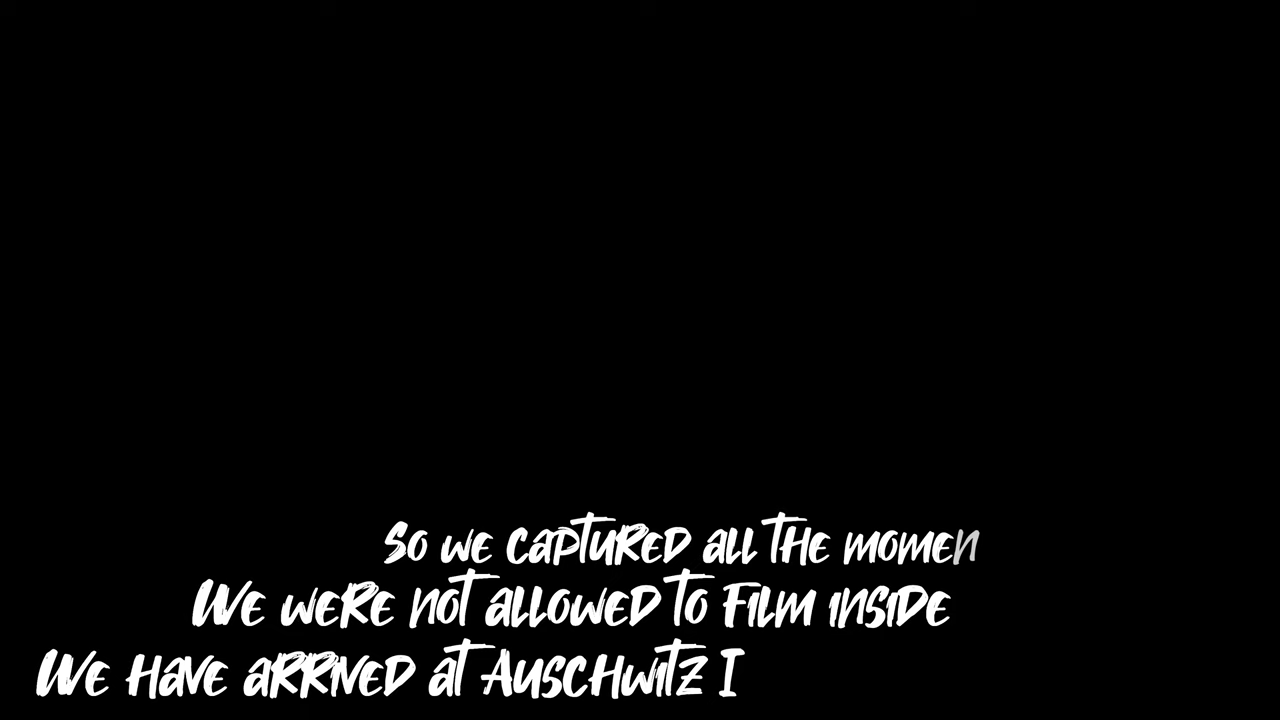 So we captured all the momen
We were not allowed to film inside
We have arrived at Auschwitz I